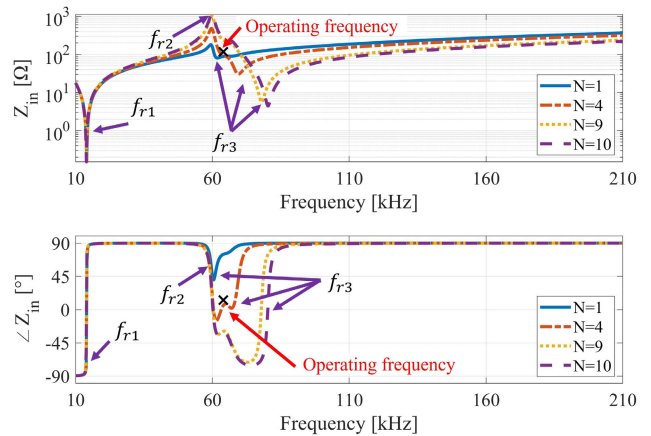 10³
10²
10¹
10⁰
Z_in [Ω]
f_r2
Operating frequency
f_r1
f_r3
N=1
N=4
N=9
N=10
10 60 110 160 210
Frequency [kHz]
90
45
0
-45
-90
∠ Z_in [°]
f_r2
f_r3
f_r1
Operating frequency
N=1
N=4
N=9
N=10
10 60 110 160 210
Frequency [kHz]